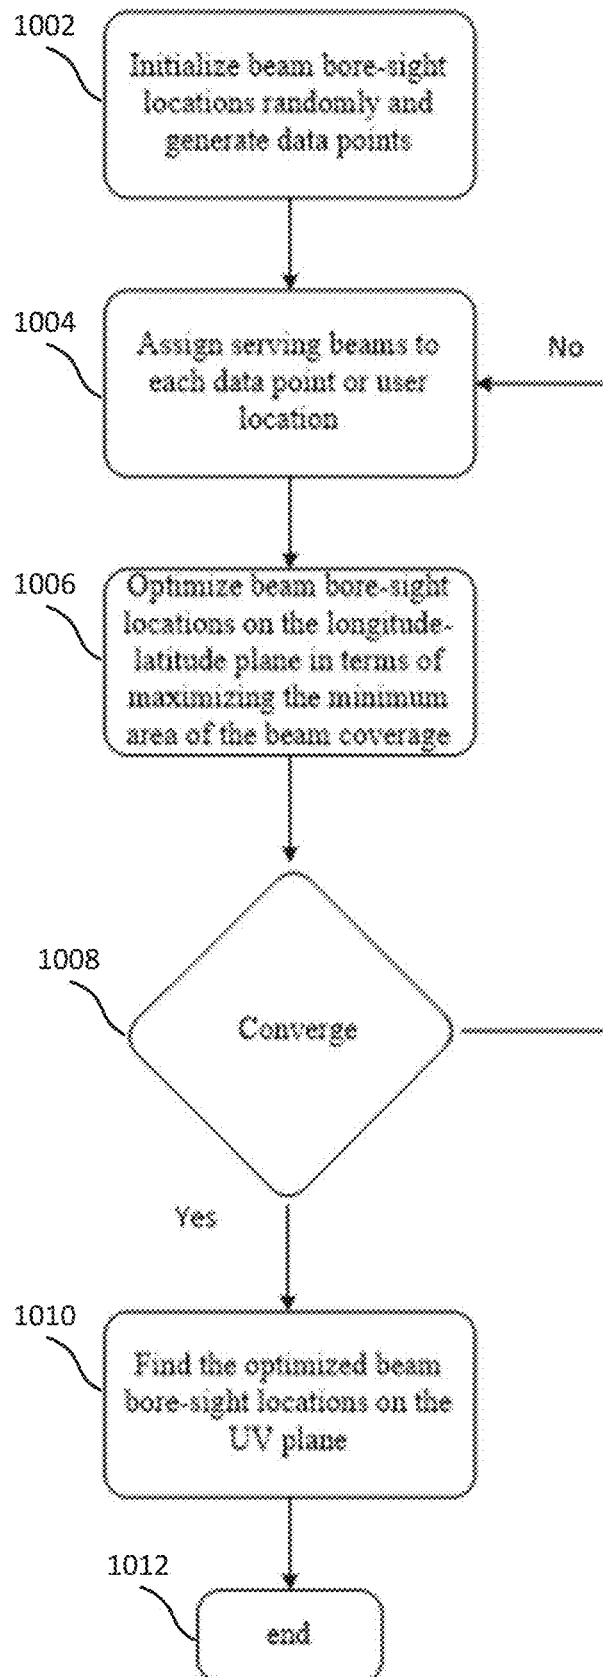 1002
Initialize beam bore-sight
locations randomly and
generate data points
1004
Assign serving beams to
each data point or user
location
No
1006
Optimize beam bore-sight
locations on the longitude-
latitude plane in terms of
maximizing the minimum
area of the beam coverage
1008
Converge
Yes
1010
Find the optimized beam
bore-sight locations on the
UV plane
1012
end